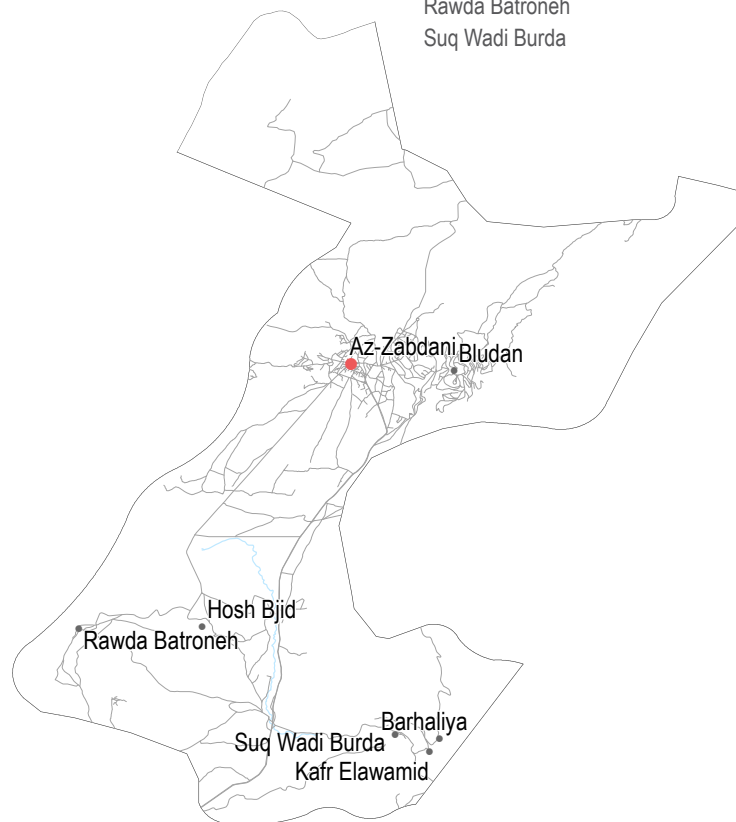 Rawda Batroneh
Suq Wadi Burda
Az-Zabdani
Bludan
Hosh Bjid
Rawda Batroneh
Barhaliya
Suq Wadi Burda
Kafr Elawamid